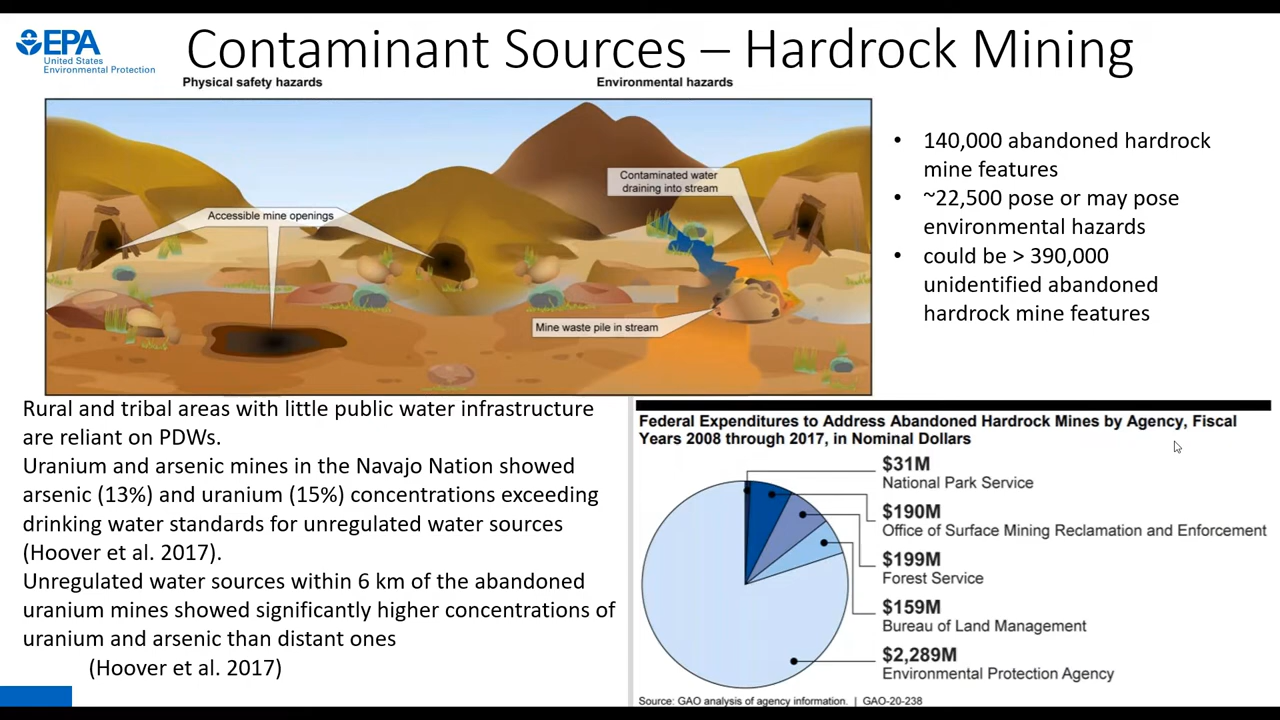 EPA
United States
Environmental Protection
Contaminant Sources – Hardrock Mining
Physical safety hazards
Environmental hazards
Accessible mine openings
Contaminated water
draining into stream
Mine waste pile in stream
• 140,000 abandoned hardrock
mine features
• ~22,500 pose or may pose
environmental hazards
• could be > 390,000
unidentified abandoned
hardrock mine features
Rural and tribal areas with little public water infrastructure
are reliant on PDWs.
Uranium and arsenic mines in the Navajo Nation showed
arsenic (13%) and uranium (15%) concentrations exceeding
drinking water standards for unregulated water sources
(Hoover et al. 2017).
Unregulated water sources within 6 km of the abandoned
uranium mines showed significantly higher concentrations of
uranium and arsenic than distant ones
(Hoover et al. 2017)
Federal Expenditures to Address Abandoned Hardrock Mines by Agency, Fiscal
Years 2008 through 2017, in Nominal Dollars
$31M
National Park Service
$190M
Office of Surface Mining Reclamation and Enforcement
$199M
Forest Service
$159M
Bureau of Land Management
$2,289M
Environmental Protection Agency
Source: GAO analysis of agency information. | GAO-20-238